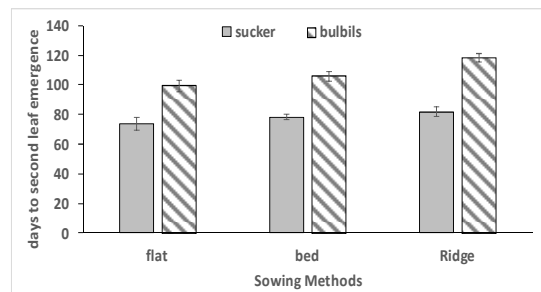 sucker bulbils
days to second leaf emergence
140
120
100
80
60
40
20
0
flat bed Ridge
Sowing Methods